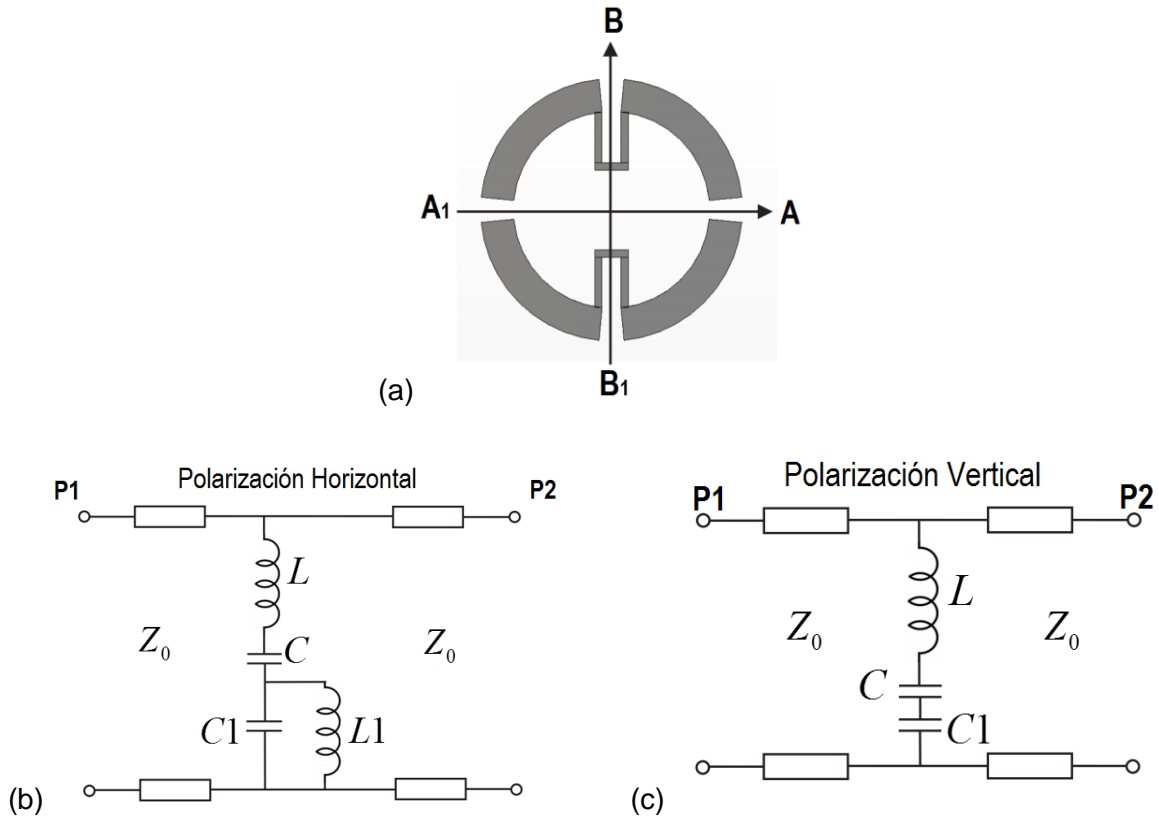 B
A₁ A
B₁
(a)
Polarización Horizontal
P1 P2
L
Z₀ C Z₀
C1 L1
(b)
Polarización Vertical
P1 P2
L
Z₀ Z₀
C
C1
(c)